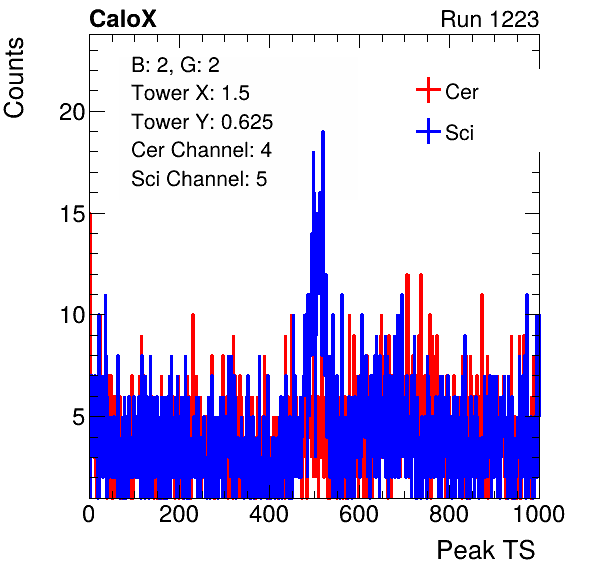 CaloX
Run 1223
Counts
B: 2, G: 2
Tower X: 1.5
Tower Y: 0.625
Cer Channel: 4
Sci Channel: 5
Cer
Sci
20
15
10
5
0 200 400 600 800 1000
Peak TS